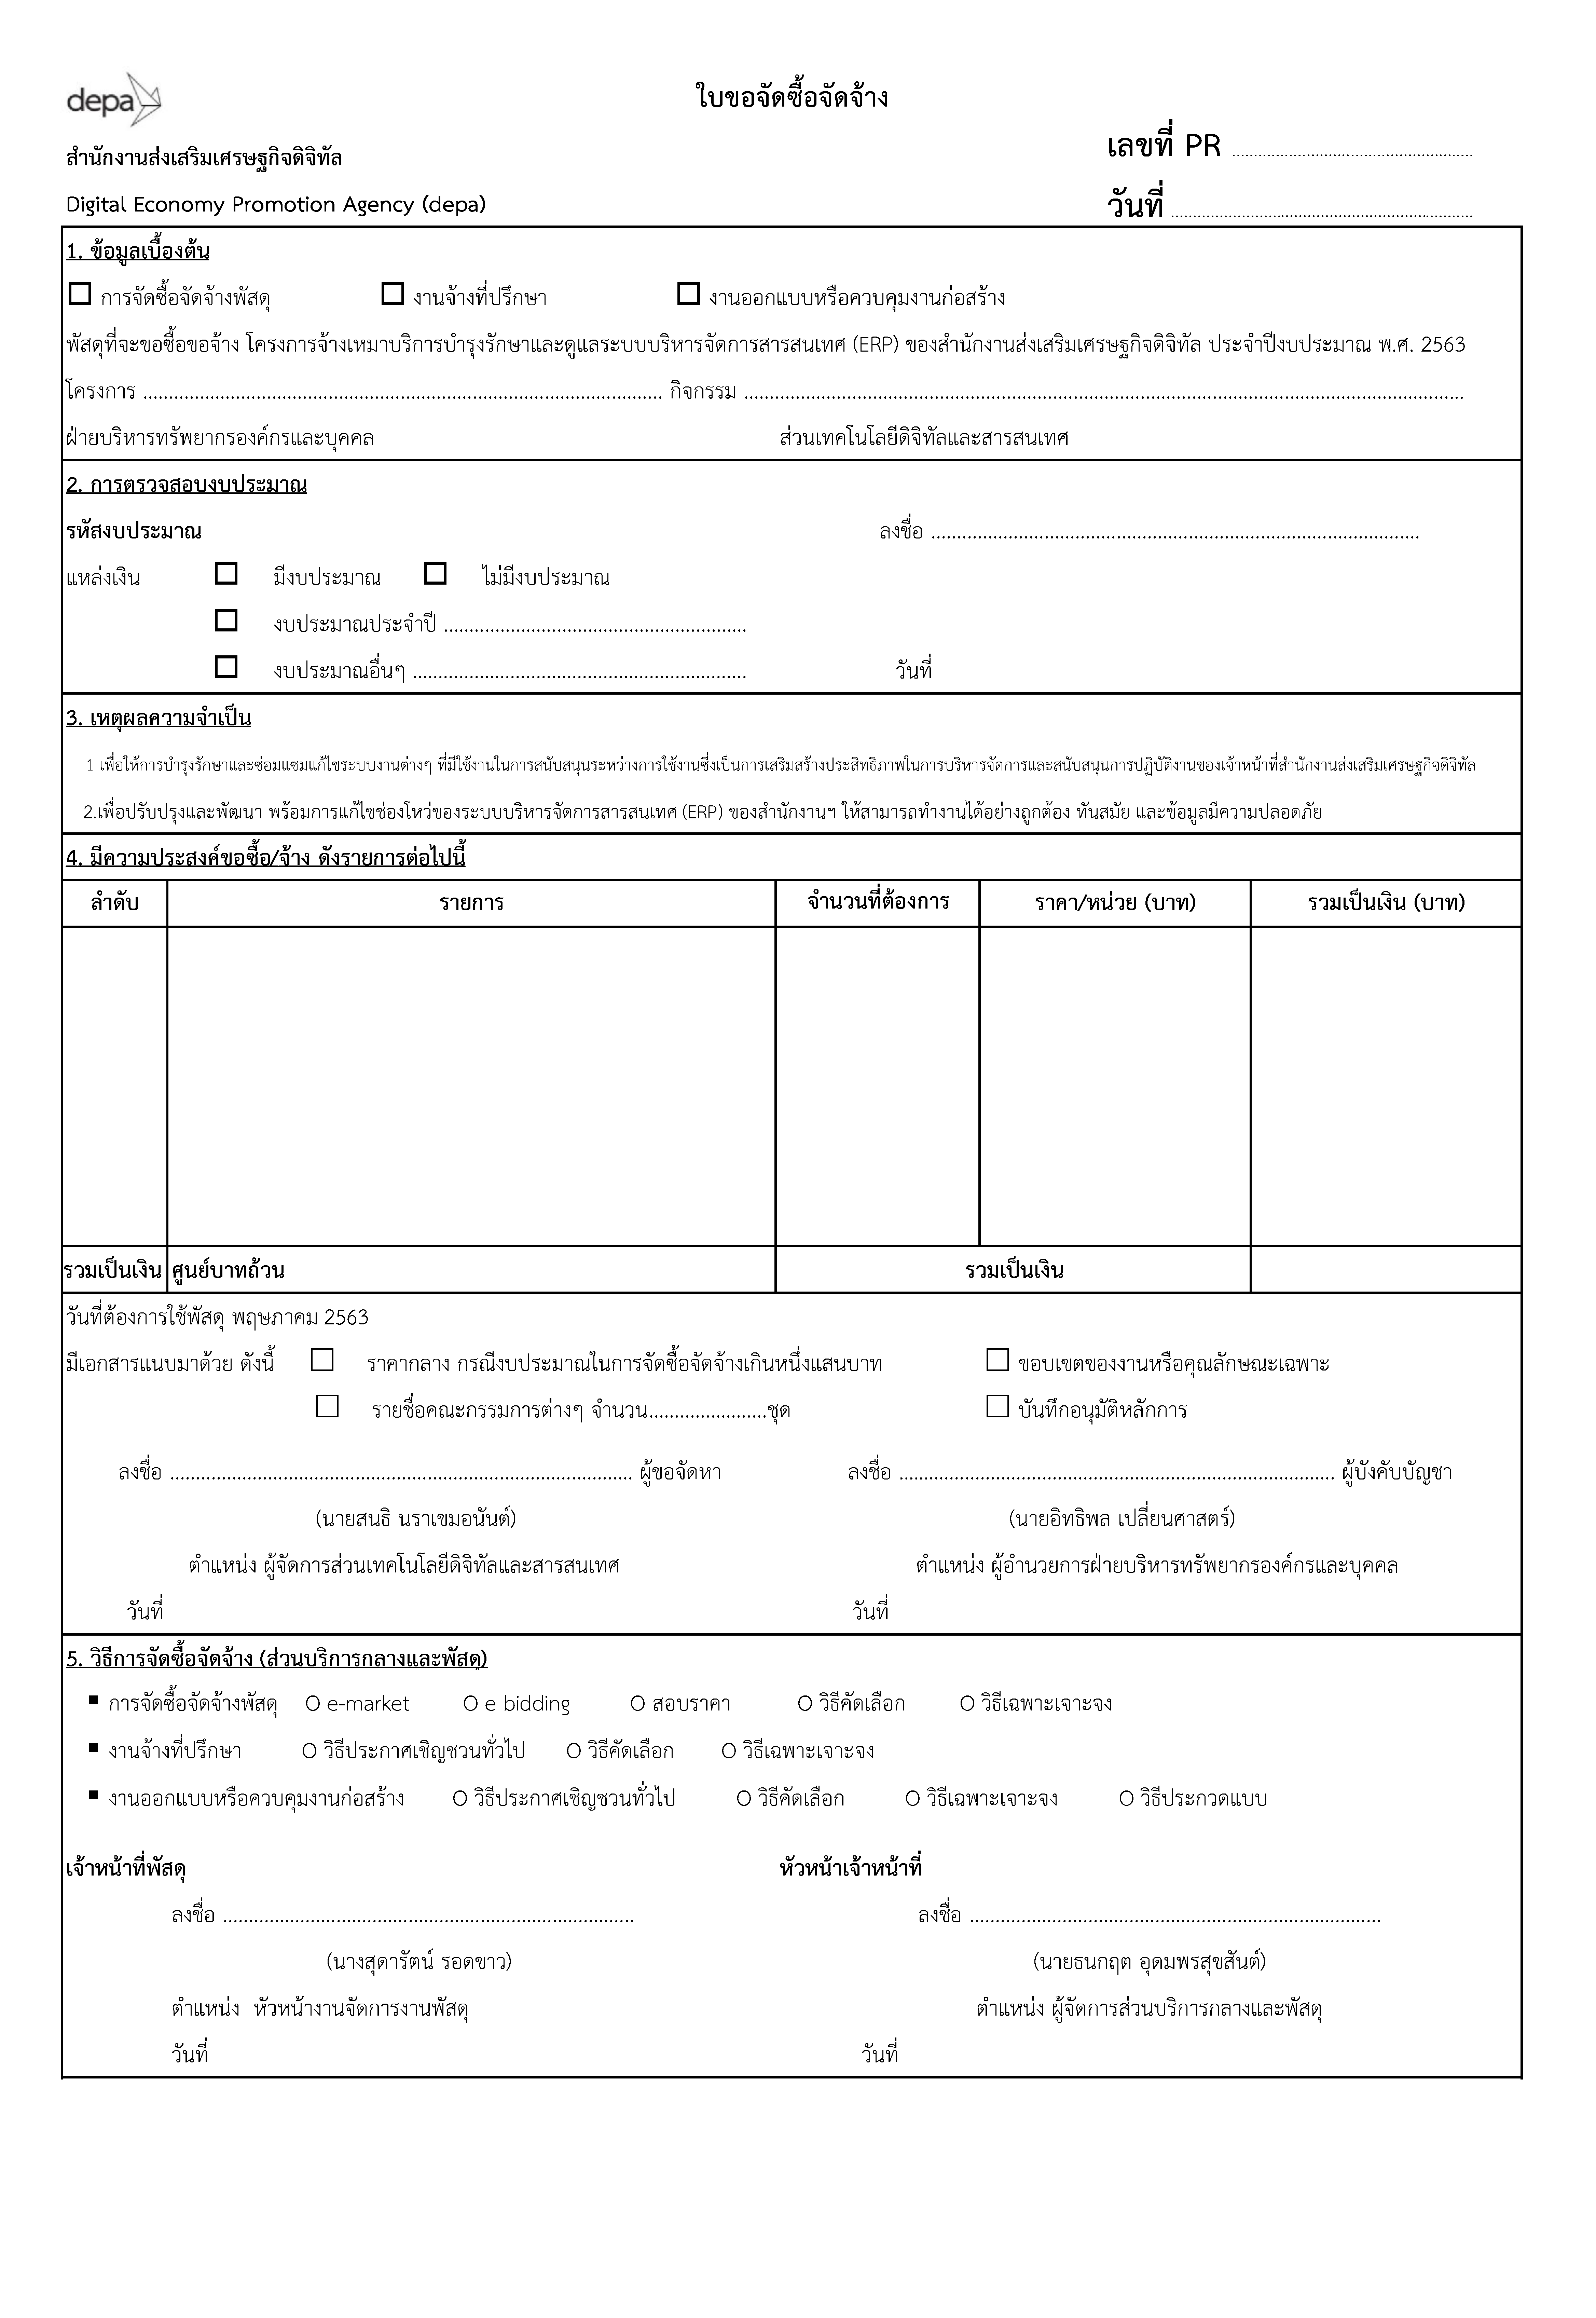 depa
ใบขอจัดซื้อจัดจ้าง
เลขที่ PR ........................................................
สำนักงานส่งเสริมเศรษฐกิจดิจิทัล
Digital Economy Promotion Agency (depa)
วันที่ ......................................................................
1. ข้อมูลเบื้องต้น
☐ การจัดซื้อจัดจ้างพัสดุ ☐ งานจ้างที่ปรึกษา ☐ งานออกแบบหรือควบคุมงานก่อสร้าง
พัสดุที่จะขอซื้อขอจ้าง โครงการจ้างเหมาบริการบำรุงรักษาและดูแลระบบบริหารจัดการสารสนเทศ (ERP) ของสำนักงานส่งเสริมเศรษฐกิจดิจิทัล ประจำปีงบประมาณ พ.ศ. 2563
โครงการ ..................................................................................................... กิจกรรม ............................................................................................................................................
ฝ่ายบริหารทรัพยากรองค์กรและบุคคล ส่วนเทคโนโลยีดิจิทัลและสารสนเทศ
2. การตรวจสอบงบประมาณ
รหัสงบประมาณ ลงชื่อ ...............................................................................................
แหล่งเงิน ☐ มีงบประมาณ ☐ ไม่มีงบประมาณ
☐ งบประมาณประจำปี ...........................................................
☐ งบประมาณอื่นๆ ................................................................. วันที่
3. เหตุผลความจำเป็น
1 เพื่อให้การบำรุงรักษาและซ่อมแซมแก้ไขระบบงานต่างๆ ที่มีใช้งานในการสนับสนุนระหว่างการใช้งานซึ่งเป็นการเสริมสร้างประสิทธิภาพในการบริหารจัดการและสนับสนุนการปฏิบัติงานของเจ้าหน้าที่สำนักงานส่งเสริมเศรษฐกิจดิจิทัล
2.เพื่อปรับปรุงและพัฒนา พร้อมการแก้ไขช่องโหว่ของระบบบริหารจัดการสารสนเทศ (ERP) ของสำนักงานฯ ให้สามารถทำงานได้อย่างถูกต้อง ทันสมัย และข้อมูลมีความปลอดภัย
4. มีความประสงค์ขอซื้อ/จ้าง ดังรายการต่อไปนี้
ลำดับ รายการ จำนวนที่ต้องการ ราคา/หน่วย (บาท) รวมเป็นเงิน (บาท)
รวมเป็นเงิน ศูนย์บาทถ้วน รวมเป็นเงิน
วันที่ต้องการใช้พัสดุ พฤษภาคม 2563
มีเอกสารแนบมาด้วย ดังนี้ ☐ ราคากลาง กรณีงบประมาณในการจัดซื้อจัดจ้างเกินหนึ่งแสนบาท ☐ ขอบเขตของงานหรือคุณลักษณะเฉพาะ
☐ รายชื่อคณะกรรมการต่างๆ จำนวน.......................ชุด ☐ บันทึกอนุมัติหลักการ
ลงชื่อ .......................................................................................... ผู้ขอจัดหา ลงชื่อ ..................................................................................... ผู้บังคับบัญชา
(นายสนธิ นราเขมอนันต์) (นายอิทธิพล เปลี่ยนศาสตร์)
ตำแหน่ง ผู้จัดการส่วนเทคโนโลยีดิจิทัลและสารสนเทศ ตำแหน่ง ผู้อำนวยการฝ่ายบริหารทรัพยากรองค์กรและบุคคล
วันที่ วันที่
5. วิธีการจัดซื้อจัดจ้าง (ส่วนบริการกลางและพัสดุ)
▪ การจัดซื้อจัดจ้างพัสดุ O e-market O e bidding O สอบราคา O วิธีคัดเลือก O วิธีเฉพาะเจาะจง
▪ งานจ้างที่ปรึกษา O วิธีประกาศเชิญชวนทั่วไป O วิธีคัดเลือก O วิธีเฉพาะเจาะจง
▪ งานออกแบบหรือควบคุมงานก่อสร้าง O วิธีประกาศเชิญชวนทั่วไป O วิธีคัดเลือก O วิธีเฉพาะเจาะจง O วิธีประกวดแบบ
เจ้าหน้าที่พัสดุ หัวหน้าเจ้าหน้าที่
ลงชื่อ ................................................................................ ลงชื่อ ................................................................................
(นางสุดารัตน์ รอดขาว) (นายธนกฤต อุดมพรสุขสันต์)
ตำแหน่ง หัวหน้างานจัดการงานพัสดุ ตำแหน่ง ผู้จัดการส่วนบริการกลางและพัสดุ
วันที่ วันที่